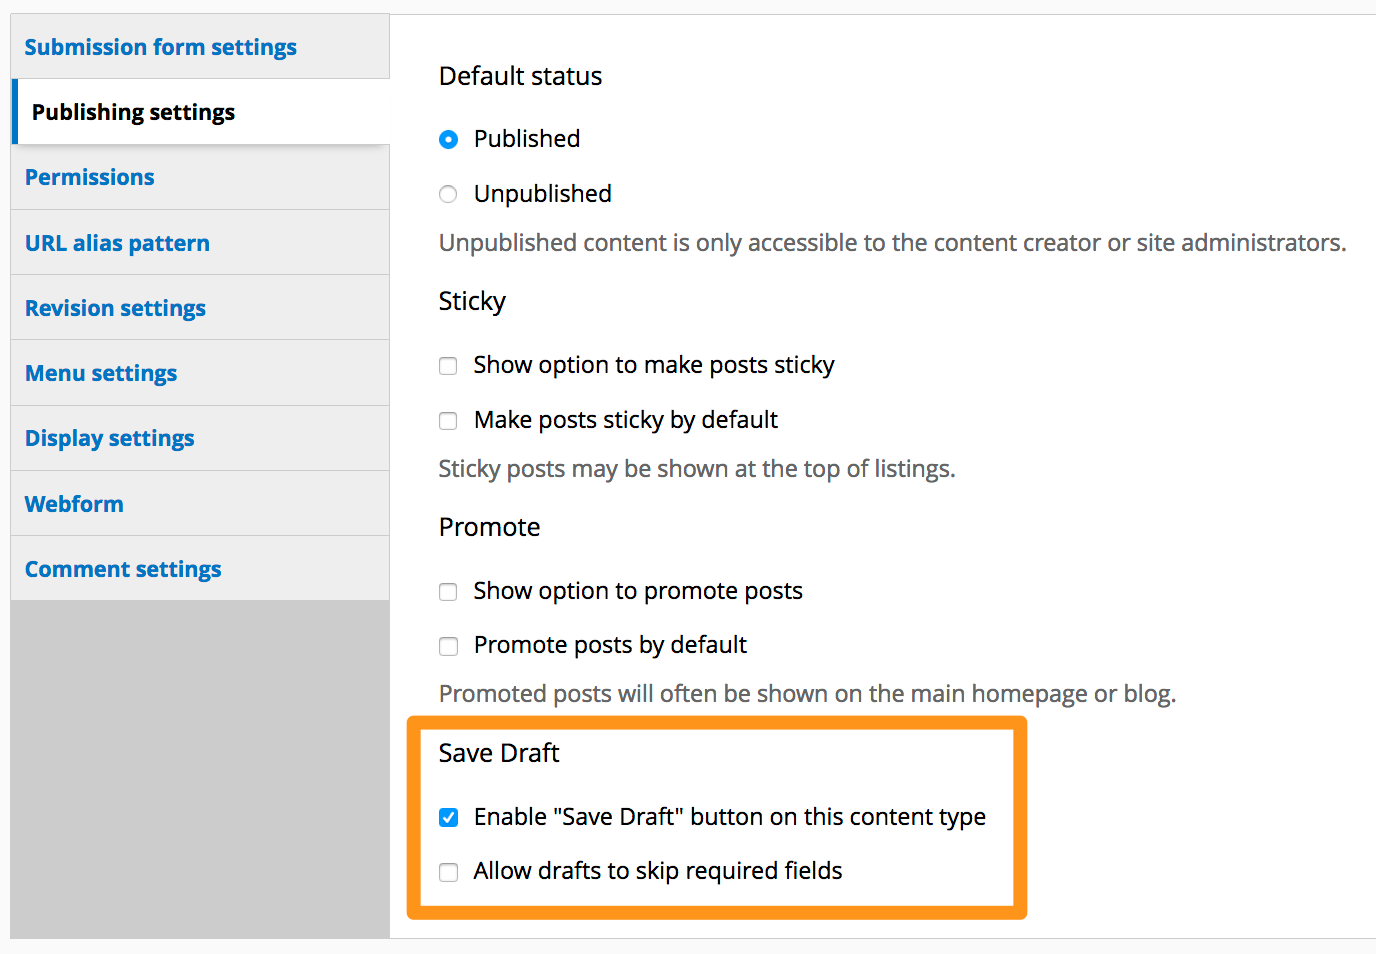 Submission form settings
Publishing settings
Permissions
URL alias pattern
Revision settings
Menu settings
Display settings
Webform
Comment settings
Default status
Published
Unpublished
Unpublished content is only accessible to the content creator or site administrators.
Sticky
Show option to make posts sticky
Make posts sticky by default
Sticky posts may be shown at the top of listings.
Promote
Show option to promote posts
Promote posts by default
Promoted posts will often be shown on the main homepage or blog.
Save Draft
Enable "Save Draft" button on this content type
Allow drafts to skip required fields